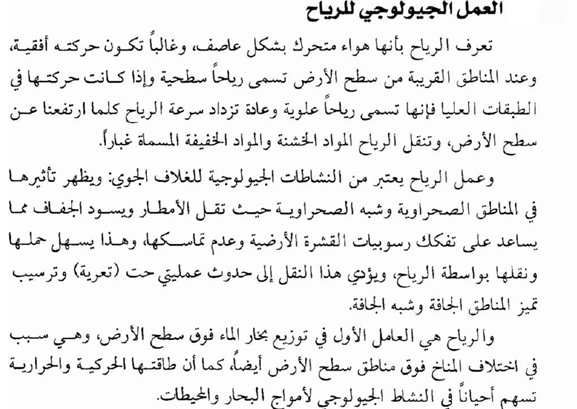 العمل الجيولوجي للرياح
تعرف الرياح بأنها هواء متحرك بشكل عاصف، وغالباً تكون حركته أفقية،
وعند المناطق القريبة من سطح الأرض تسمى رياحاً سطحية وإذا كانت حركتها في
الطبقات العليا فإنها تسمى رياحاً علوية وعادة تزداد سرعة الرياح كلما ارتفعنا عن
سطح الأرض، وتنقل الرياح المواد الخشنة والمواد الخفيفة المسماة غباراً.
وعمل الرياح يعتبر من النشاطات الجيولوجية للغلاف الجوي: ويظهر تأثيرها
في المناطق الصحراوية وشبه الصحراوية حيث تقل الأمطار ويسود الجفاف مما
يساعد على تفكك رسوبيات القشرة الأرضية وعدم تماسكها، وهذا يسهل حملها
ونقلها بواسطة الرياح، ويؤدي هذا النقل إلى حدوث عمليتي حت (تعرية) وترسيب
تميز المناطق الجافة وشبه الجافة.
والرياح هي العامل الأول في توزيع بخار الماء فوق سطح الأرض، وهي سبب
في اختلاف المناخ فوق مناطق سطح الأرض أيضاً، كما أن طاقتها الحركية والحرارية
تسهم أحياناً في النشاط الجيولوجي لأمواج البحار والمحيطات.